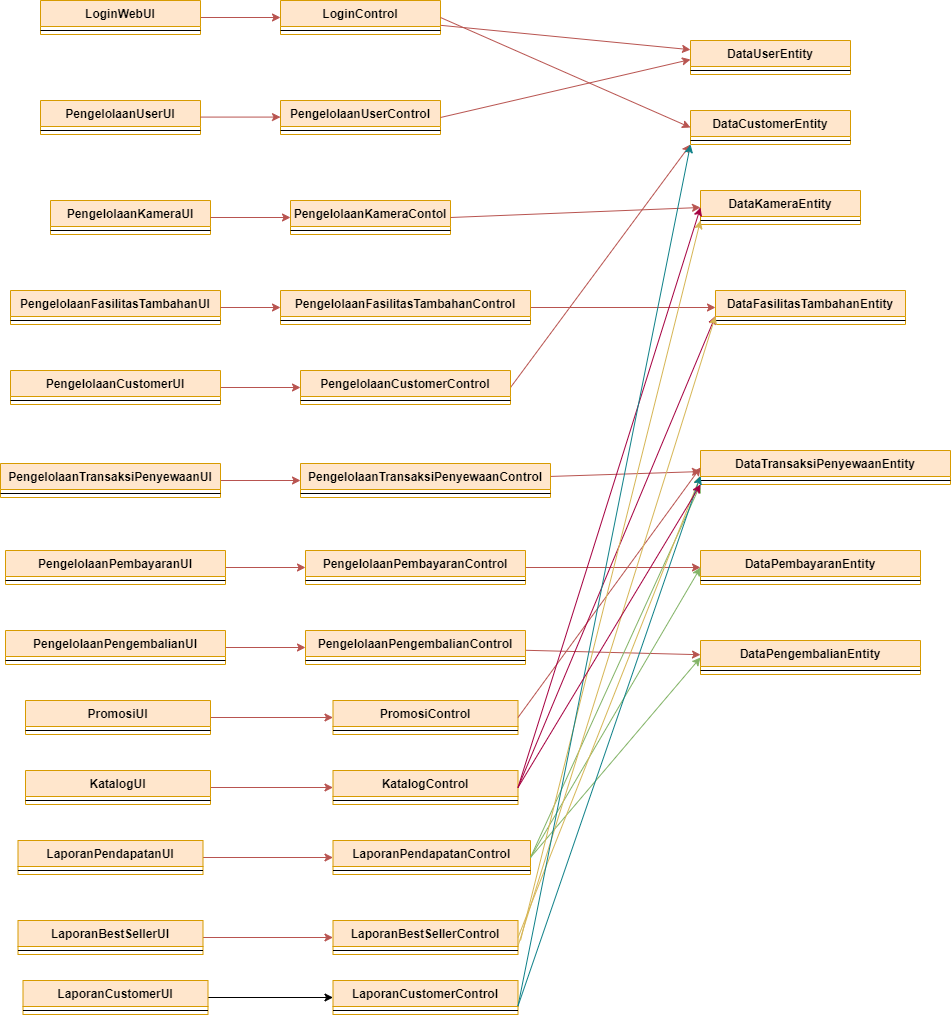 LoginWebUI
LoginControl
DataUserEntity
PengelolaanUserUI
PengelolaanUserControl
DataCustomerEntity
PengelolaanKameraUI
PengelolaanKameraContol
DataKameraEntity
PengelolaanFasilitasTambahanUI
PengelolaanFasilitasTambahanControl
DataFasilitasTambahanEntity
PengelolaanCustomerUI
PengelolaanCustomerControl
PengelolaanTransaksiPenyewaanUI
PengelolaanTransaksiPenyewaanControl
DataTransaksiPenyewaanEntity
PengelolaanPembayaranUI
PengelolaanPembayaranControl
DataPembayaranEntity
PengelolaanPengembalianUI
PengelolaanPengembalianControl
DataPengembalianEntity
PromosiUI
PromosiControl
KatalogUI
KatalogControl
LaporanPendapatanUI
LaporanPendapatanControl
LaporanBestSellerUI
LaporanBestSellerControl
LaporanCustomerUI
LaporanCustomerControl